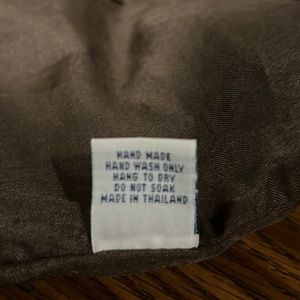 HAND MADE
HAND WASH ONLY
HANG TO DRY
DO NOT SOAK
MADE IN THAILAND